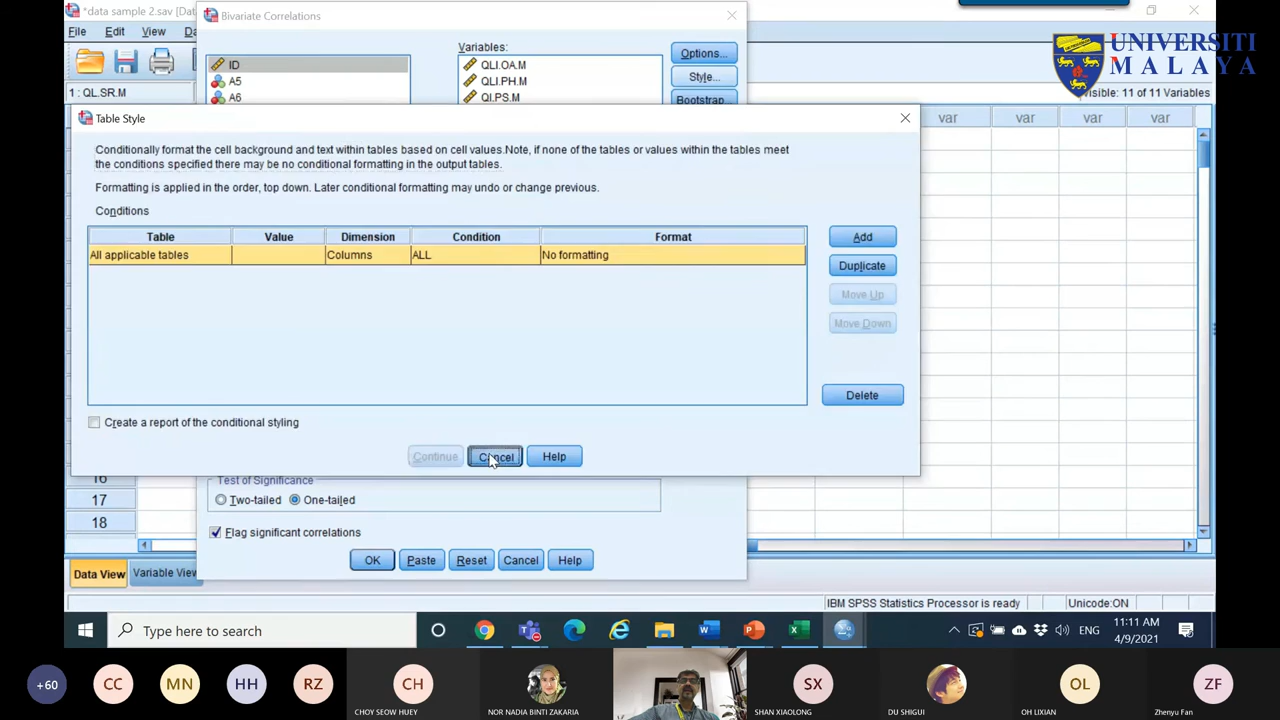 *data sample 2.sav [Data
Bivariate Correlations
File Edit View Da
Variables:
ID
A5
A6
QLI.OA.M
QLI.PH.M
QI.PS.M
Options...
Style...
Bootstrap...
UNIVERSITI
MALAYA
1 : QL.SR.M
Visible: 11 of 11 Variables
var var var var
Table Style
Conditionally format the cell background and text within tables based on cell values.Note, if none of the tables or values within the tables meet
the conditions specified there may be no conditional formatting in the output tables.
Formatting is applied in the order, top down. Later conditional formatting may undo or change previous.
Conditions
Table Value Dimension Condition Format
All applicable tables Columns ALL No formatting
Add
Duplicate
Move Up
Move Down
Delete
Create a report of the conditional styling
Continue Cancel Help
16
17
18
Test of Significance
Two-tailed One-tailed
Flag significant correlations
OK Paste Reset Cancel Help
Data View Variable View
IBM SPSS Statistics Processor is ready Unicode:ON
Type here to search
ENG
11:11 AM
4/9/2021
+60 CC MN HH RZ CH SX OL ZF
CHOY SEOW HUEY NOR NADIA BINTI ZAKARIA SHAN XIAOLONG DU SHIGUI OH LIXIAN Zhenyu Fan